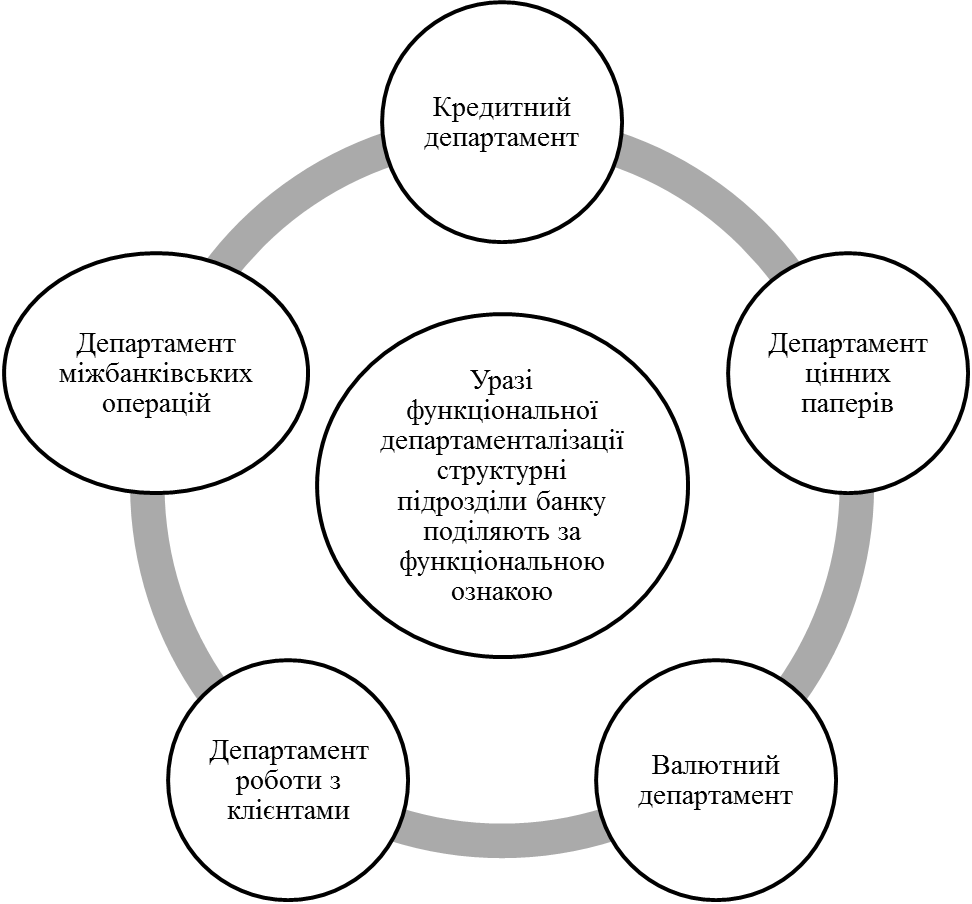 Кредитний
департамент
Департамент
цінних
паперів
Валютний
департамент
Департамент
роботи з
клієнтами
Департамент
міжбанківських
операцій
Уразі
функціональної
департаменталізації
структурні
підрозділи банку
поділяють за
функціональною
ознакою